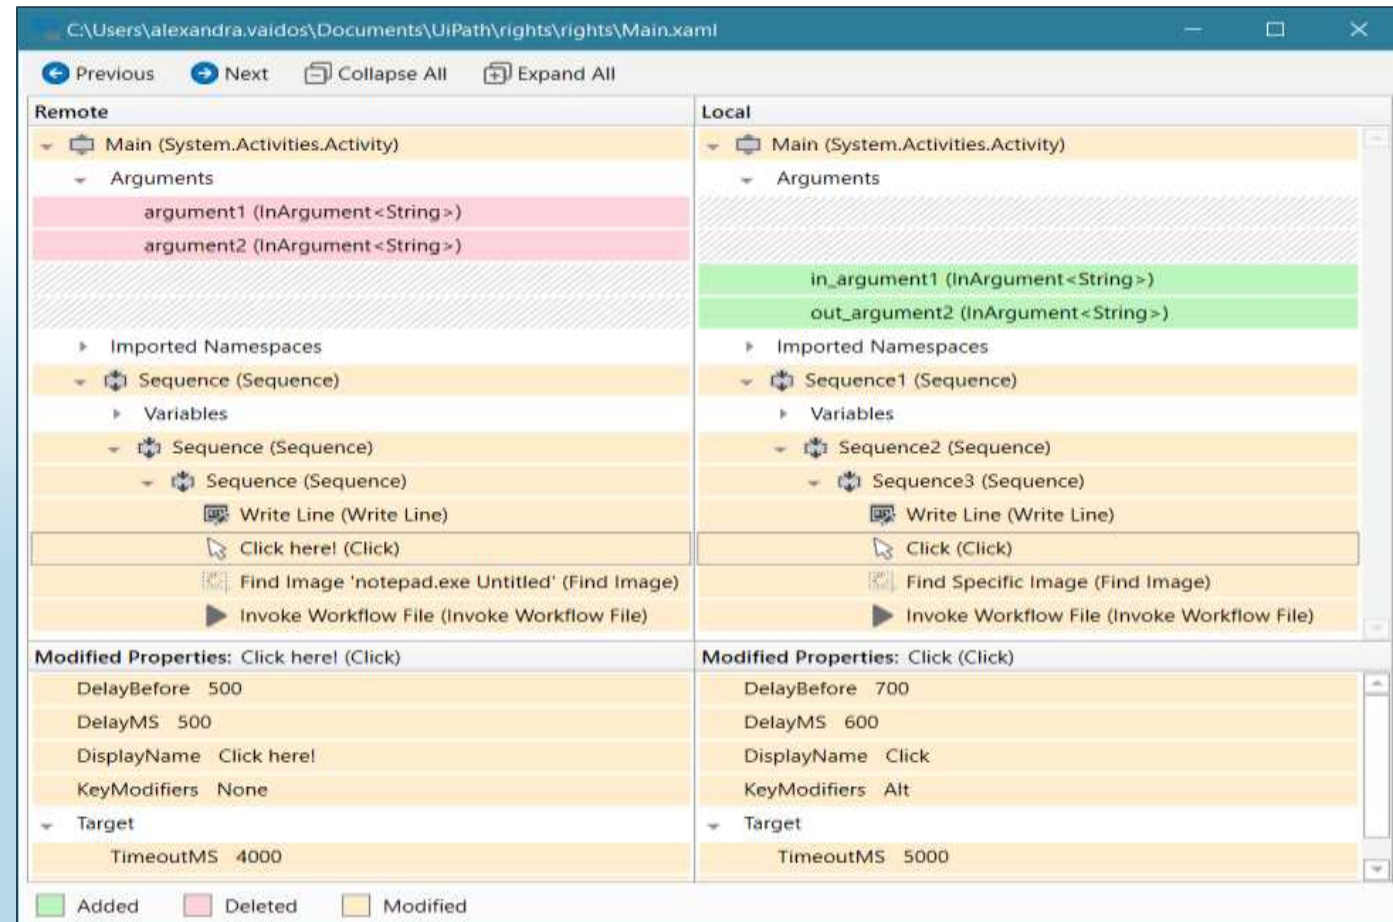 C:\Users\alexandra.vaidos\Documents\UiPath\rights\rights\Main.xaml
Previous Next Collapse All Expand All
Remote
Main (System.Activities.Activity)
Arguments
argument1 (InArgument<String>)
argument2 (InArgument<String>)
Imported Namespaces
Sequence (Sequence)
Variables
Sequence (Sequence)
Sequence (Sequence)
Write Line (Write Line)
Click here! (Click)
Find Image 'notepad.exe Untitled' (Find Image)
Invoke Workflow File (Invoke Workflow File)
Local
Main (System.Activities.Activity)
Arguments
in_argument1 (InArgument<String>)
out_argument2 (InArgument<String>)
Imported Namespaces
Sequence1 (Sequence)
Variables
Sequence2 (Sequence)
Sequence3 (Sequence)
Write Line (Write Line)
Click (Click)
Find Specific Image (Find Image)
Invoke Workflow File (Invoke Workflow File)
Modified Properties: Click here! (Click)
DelayBefore 500
DelayMS 500
DisplayName Click here!
KeyModifiers None
Target
TimeoutMS 4000
Modified Properties: Click (Click)
DelayBefore 700
DelayMS 600
DisplayName Click
KeyModifiers Alt
Target
TimeoutMS 5000
Added Deleted Modified